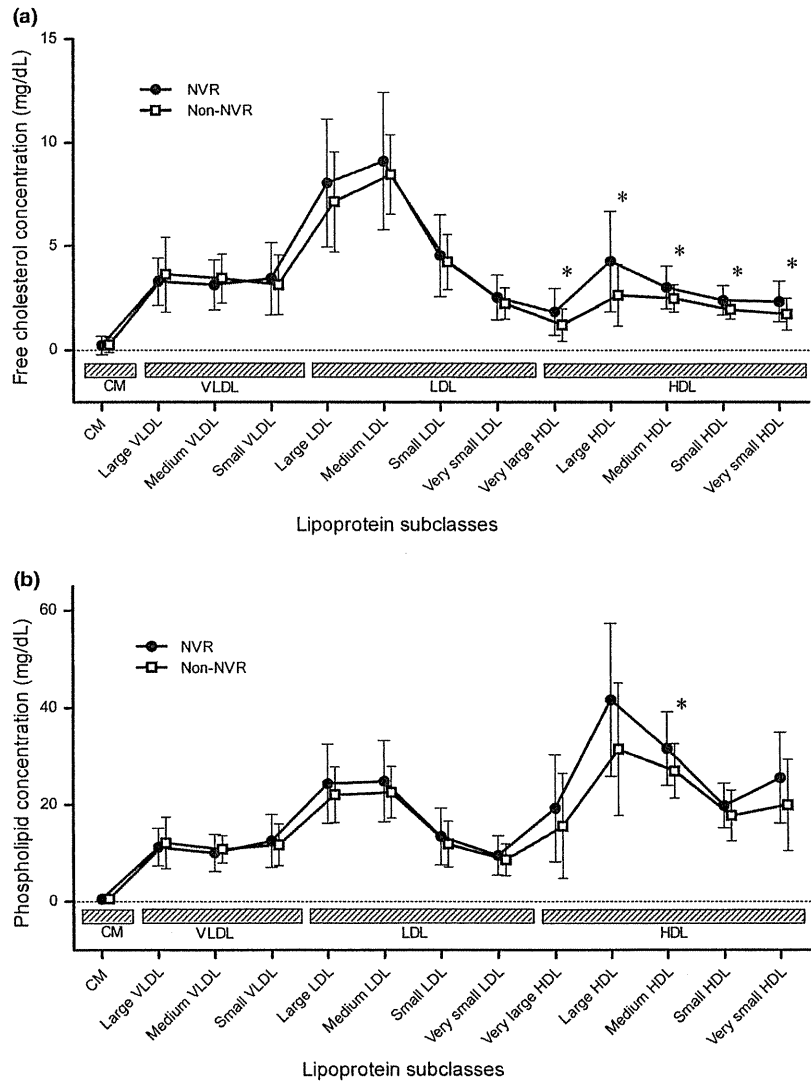 (a)
Free cholesterol concentration (mg/dL)
15
10
5
0
NVR
Non-NVR
*
*
*
*
*
CM
VLDL
LDL
HDL
CM
Large VLDL
Medium VLDL
Small VLDL
Large LDL
Medium LDL
Small LDL
Very small LDL
Very large HDL
Large HDL
Medium HDL
Small HDL
Very small HDL
Lipoprotein subclasses
(b)
Phospholipid concentration (mg/dL)
60
40
20
0
NVR
Non-NVR
*
CM
VLDL
LDL
HDL
CM
Large VLDL
Medium VLDL
Small VLDL
Large LDL
Medium LDL
Small LDL
Very small LDL
Very large HDL
Large HDL
Medium HDL
Small HDL
Very small HDL
Lipoprotein subclasses